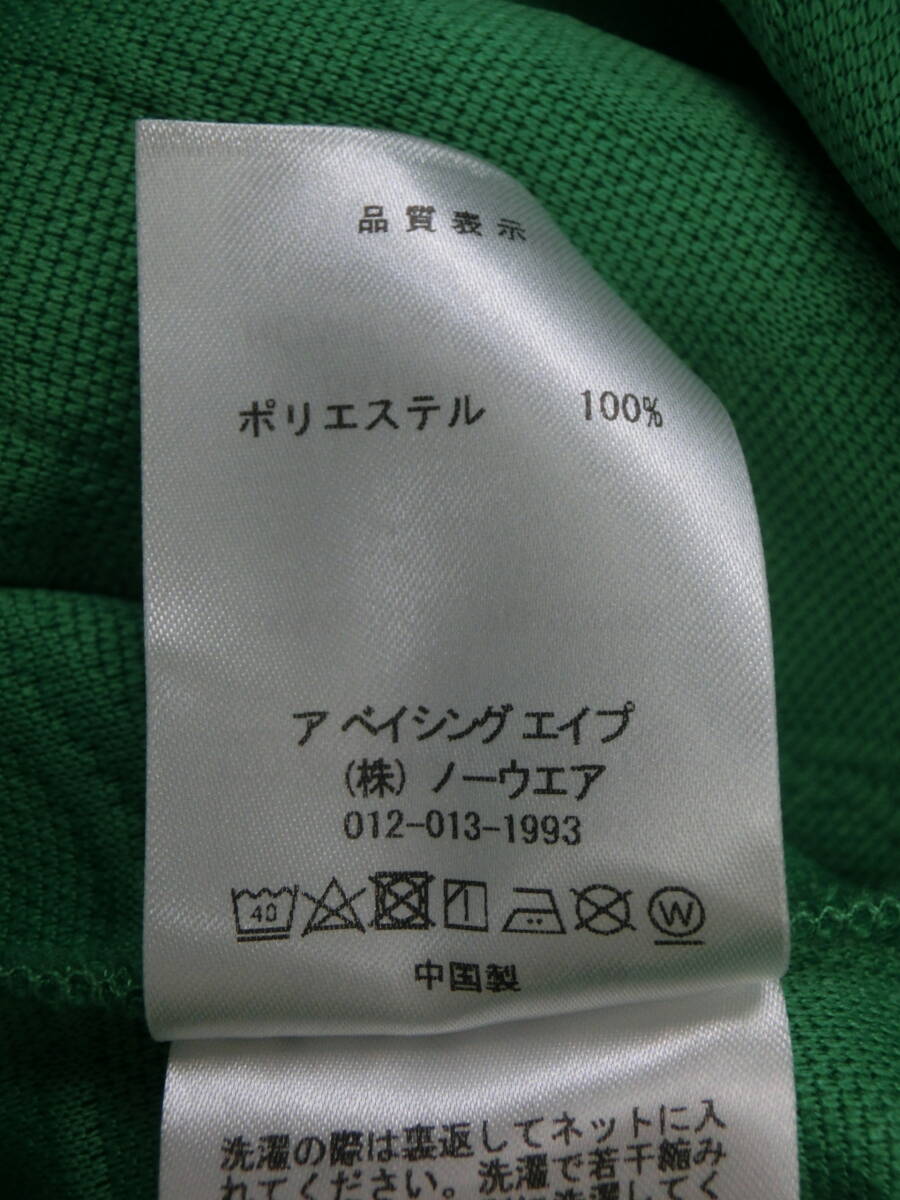 品質表示
ポリエステル 100%
ア ベイシング エイプ
(株) ノーウエア
012-013-1993
40
W
中国製
洗濯の際は裏返してネットに入
れてください。洗濯で若干縮み